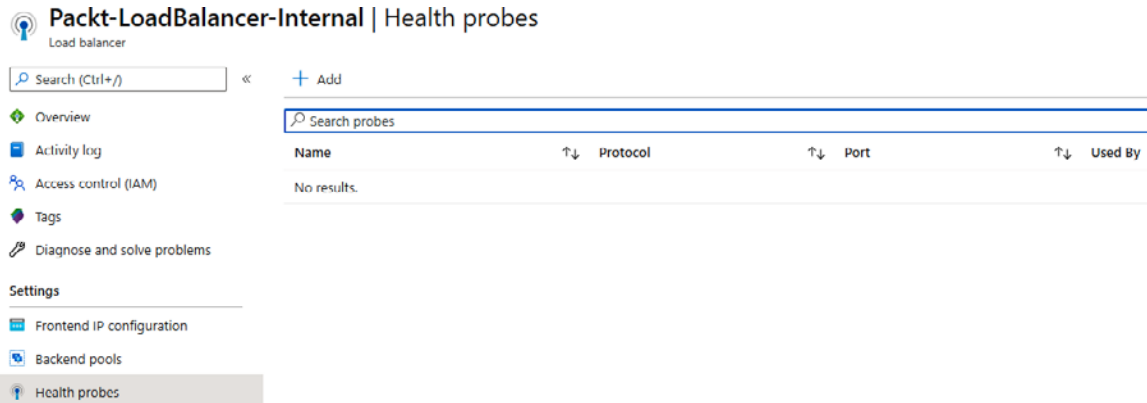 Packt-LoadBalancer-Internal | Health probes
Load balancer
Search (Ctrl+/)
«
+ Add
Overview
Search probes
Activity log
Name ↑↓ Protocol ↑↓ Port ↑↓ Used By
Access control (IAM)
No results.
Tags
Diagnose and solve problems
Settings
Frontend IP configuration
Backend pools
Health probes